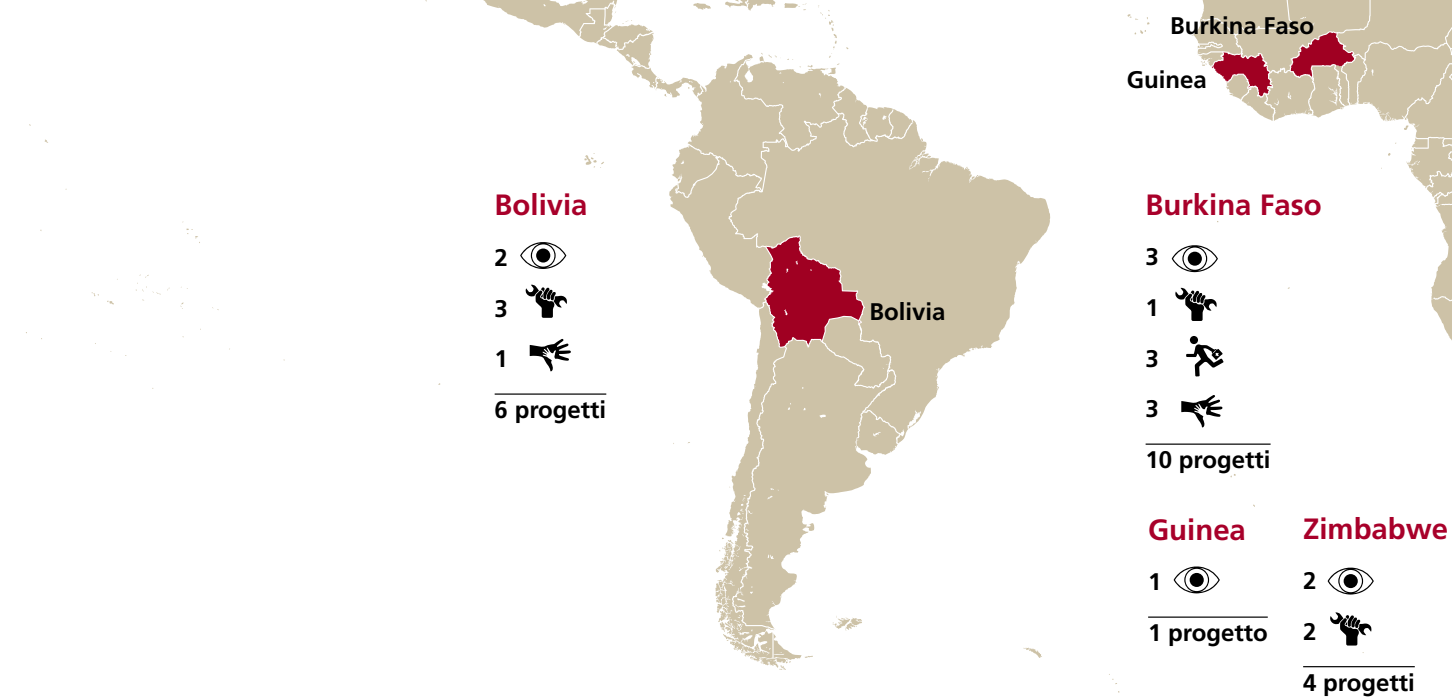 Burkina Faso
Guinea
Bolivia
Bolivia
2
3
1
6 progetti
Burkina Faso
3
1
3
3
10 progetti
Guinea
1
1 progetto
Zimbabwe
2
2
4 progetti